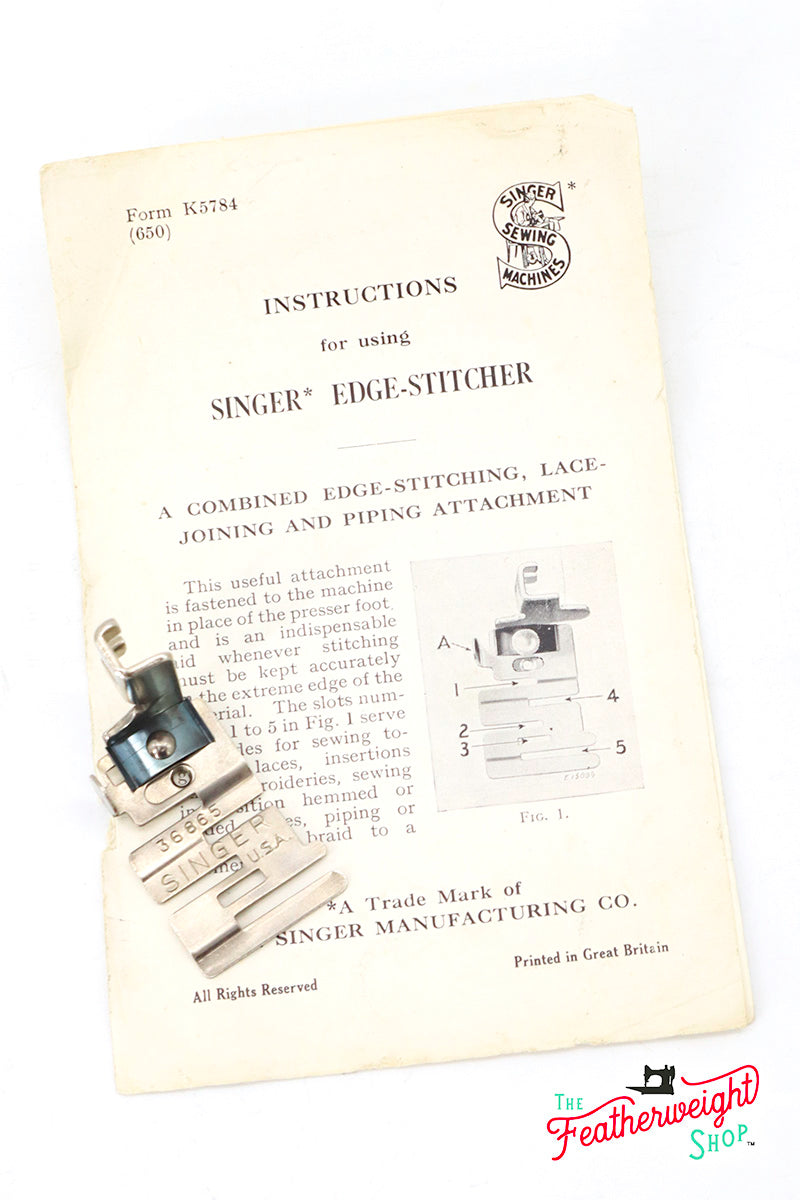 Form K5784
(650)
SINGER *
SEWING
MACHINES
INSTRUCTIONS
for using
SINGER* EDGE-STITCHER
A COMBINED EDGE-STITCHING, LACE-
JOINING AND PIPING ATTACHMENT
This useful attachment
is fastened to the machine
in place of the presser foot,
and is an indispensable
aid whenever stitching
must be kept accurately
the extreme edge of the
The slots num-
1 to 5 in Fig. 1 serve
for sewing to-
laces, insertions
sewing
hemmed or
piping or
braid to a
A
1
4
2
3
5
FIG. 1.
*A Trade Mark of
SINGER MANUFACTURING CO.
All Rights Reserved
Printed in Great Britain
36865
SINGER
U.S.A.
THE
Featherweight
SHOP™